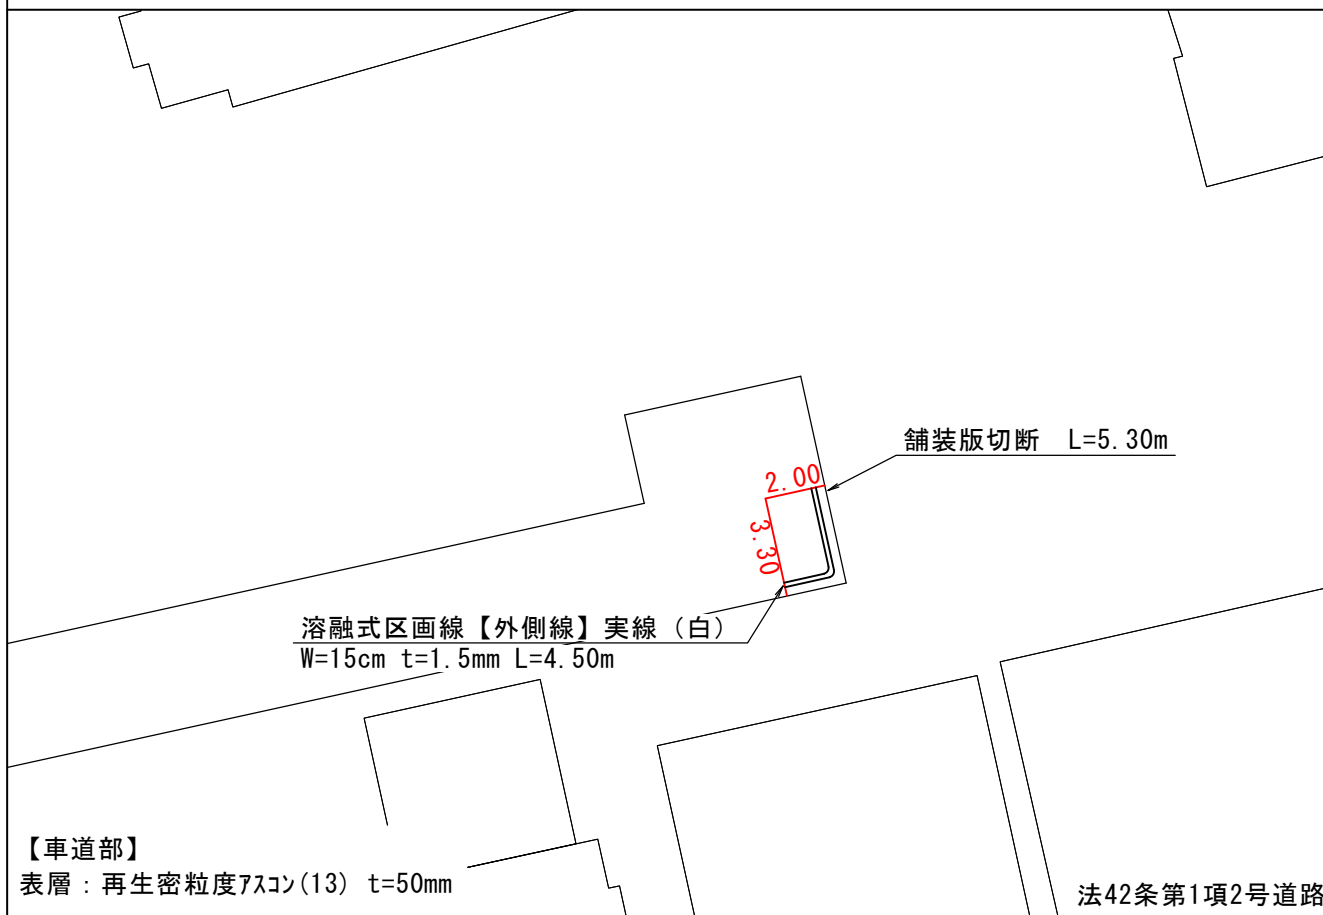 舗装版切断　L=5.30m
2.00
3.30
溶融式区画線【外側線】実線（白）
W=15cm t=1.5mm L=4.50m
【車道部】
表層：再生密粒度ｱｽｺﾝ(13) t=50mm
法42条第1項2号道路